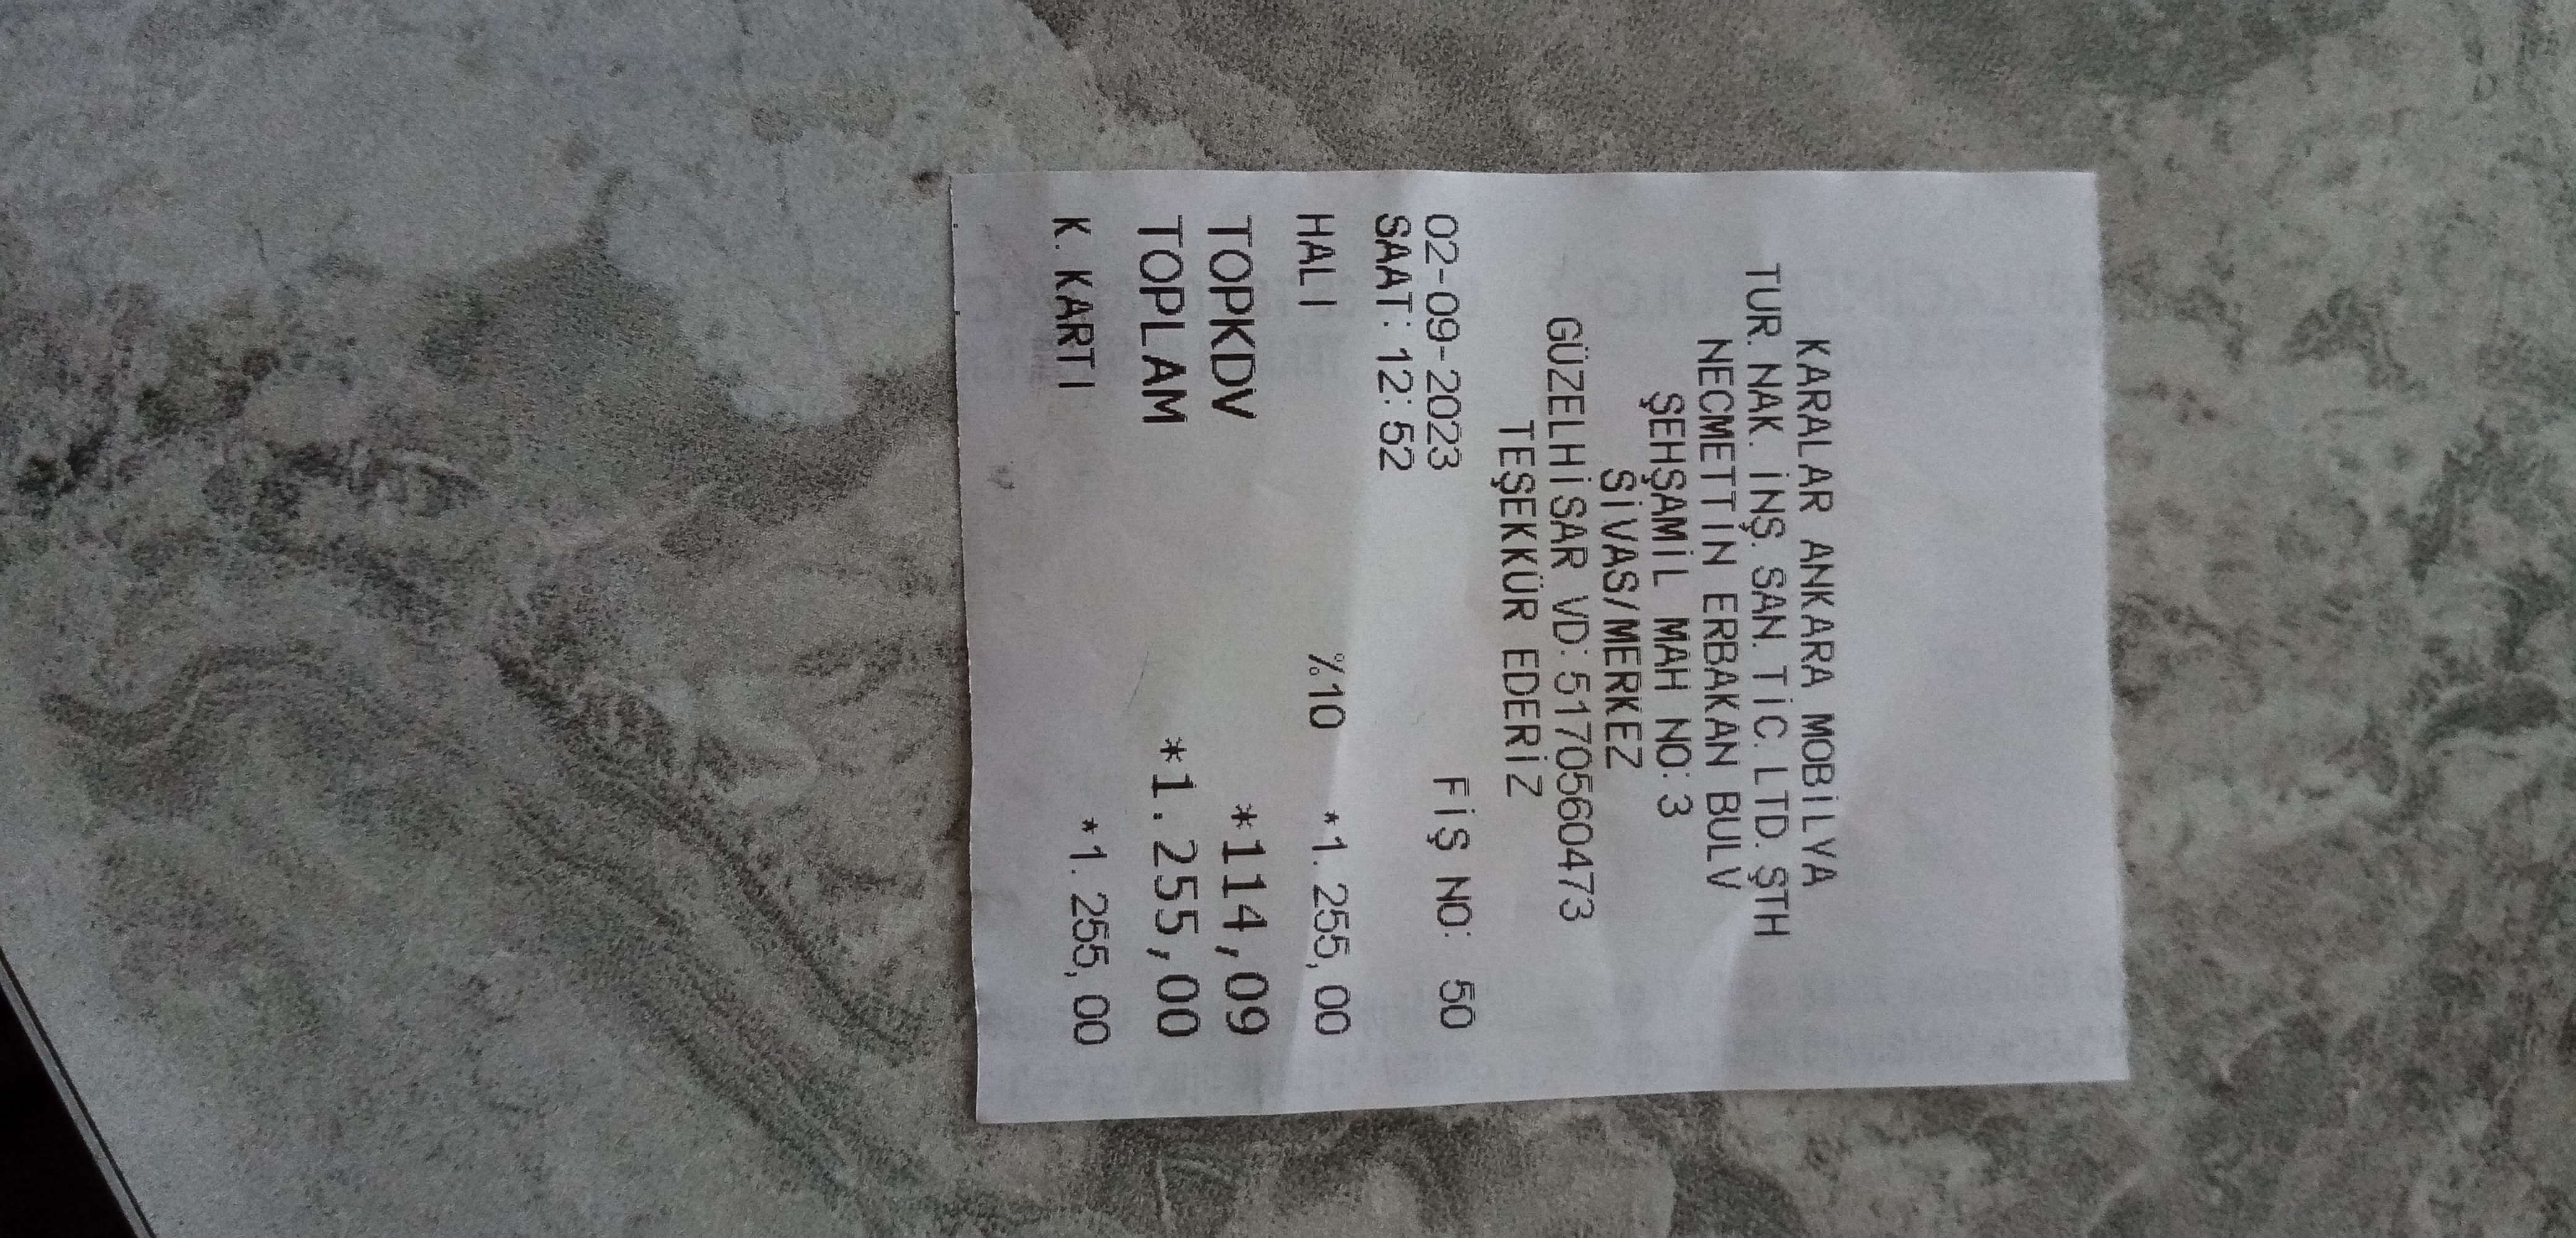 KARALAR ANKARA MOBİLYA
TUR. NAK. İNŞ. SAN. TİC. LTD. ŞTH
NECMETTİN ERBAKAN BULV
ŞEHŞAMİL MAH NO: 3
SİVAS/MERKEZ
GÜZELHİSAR VD: 5170560473
TEŞEKKÜR EDERİZ
02-09-2023 FİŞ NO: 50
SAAT: 12: 52
HALI %10 *1. 255, 00
TOPKDV *114,09
TOPLAM *1.255,00
K. KARTI *1. 255, 00